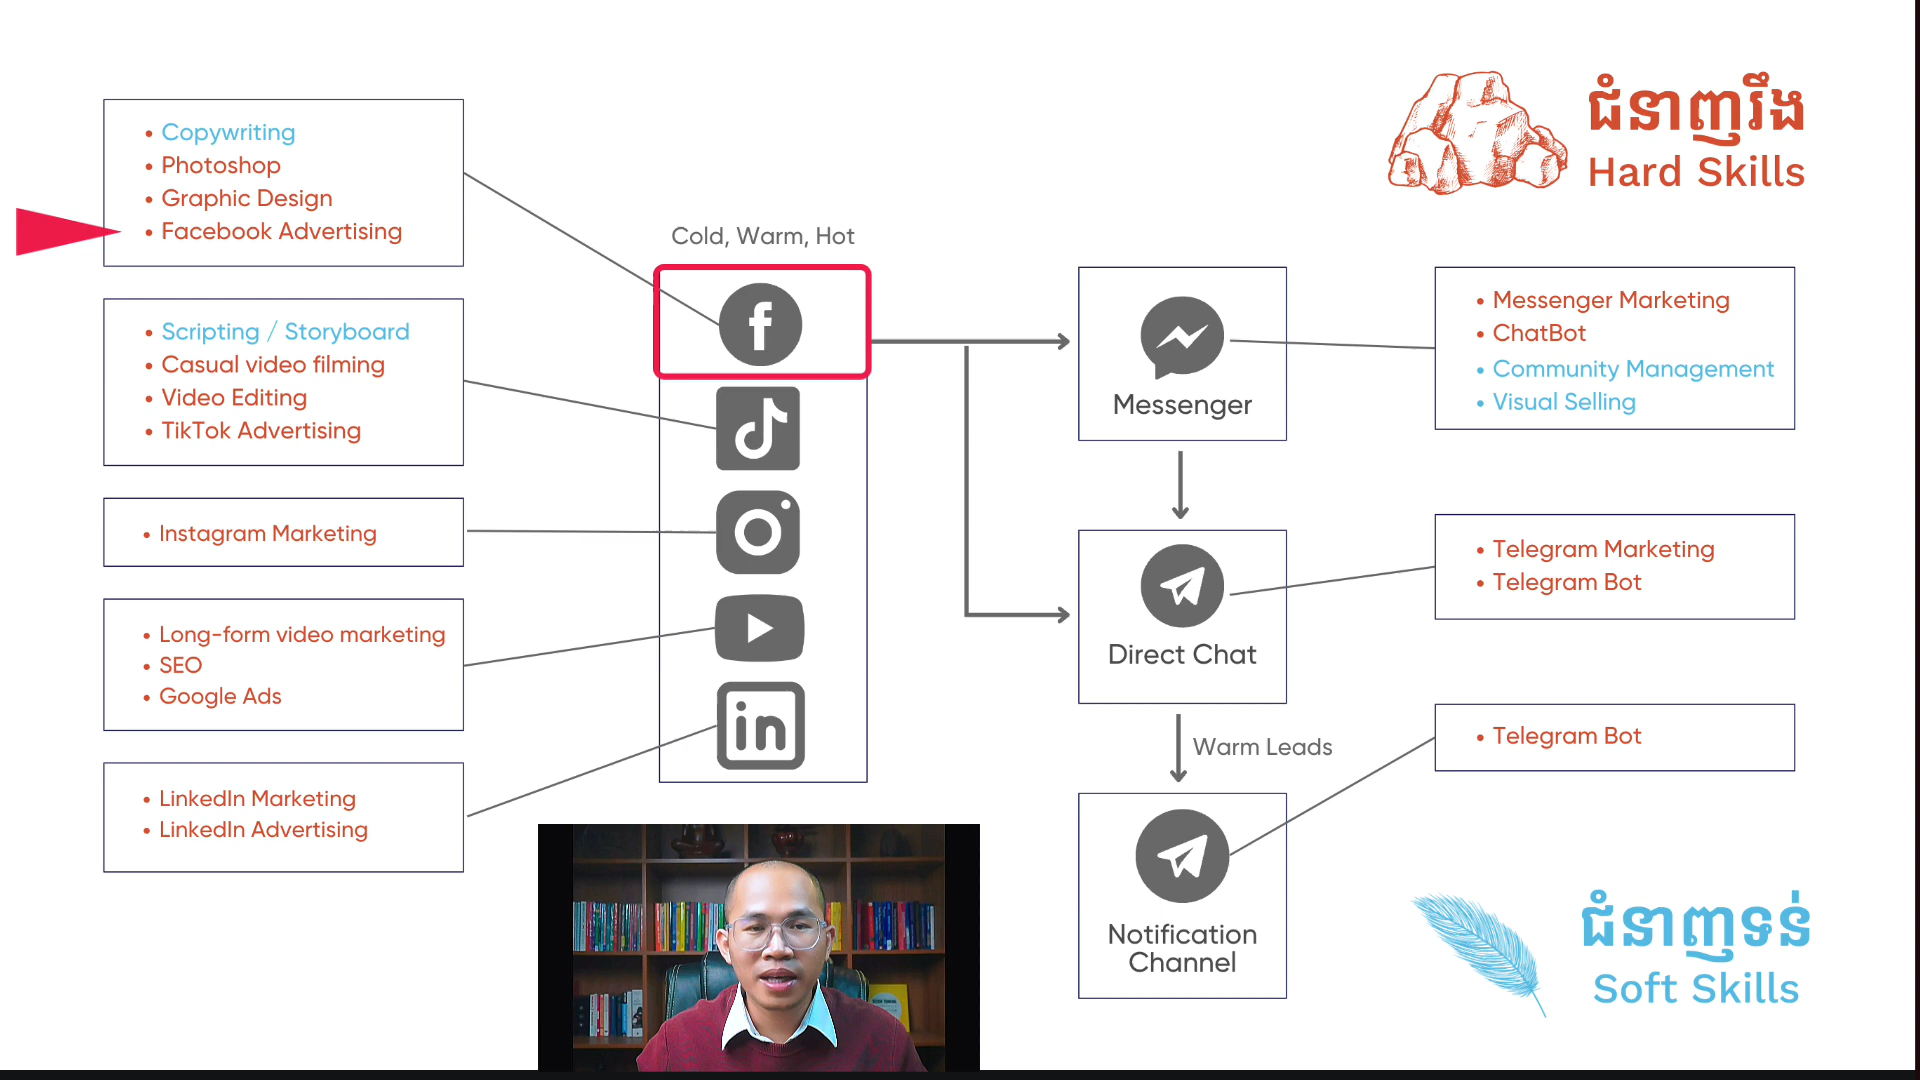 Copywriting
Photoshop
Graphic Design
Facebook Advertising
Scripting / Storyboard
Casual video filming
Video Editing
TikTok Advertising
Instagram Marketing
Long-form video marketing
SEO
Google Ads
LinkedIn Marketing
LinkedIn Advertising
Cold, Warm, Hot
f
in
Messenger
Direct Chat
Warm Leads
Notification
Channel
ជំនាញរឹង
Hard Skills
Messenger Marketing
ChatBot
Community Management
Visual Selling
Telegram Marketing
Telegram Bot
Telegram Bot
ជំនាញទន់
Soft Skills